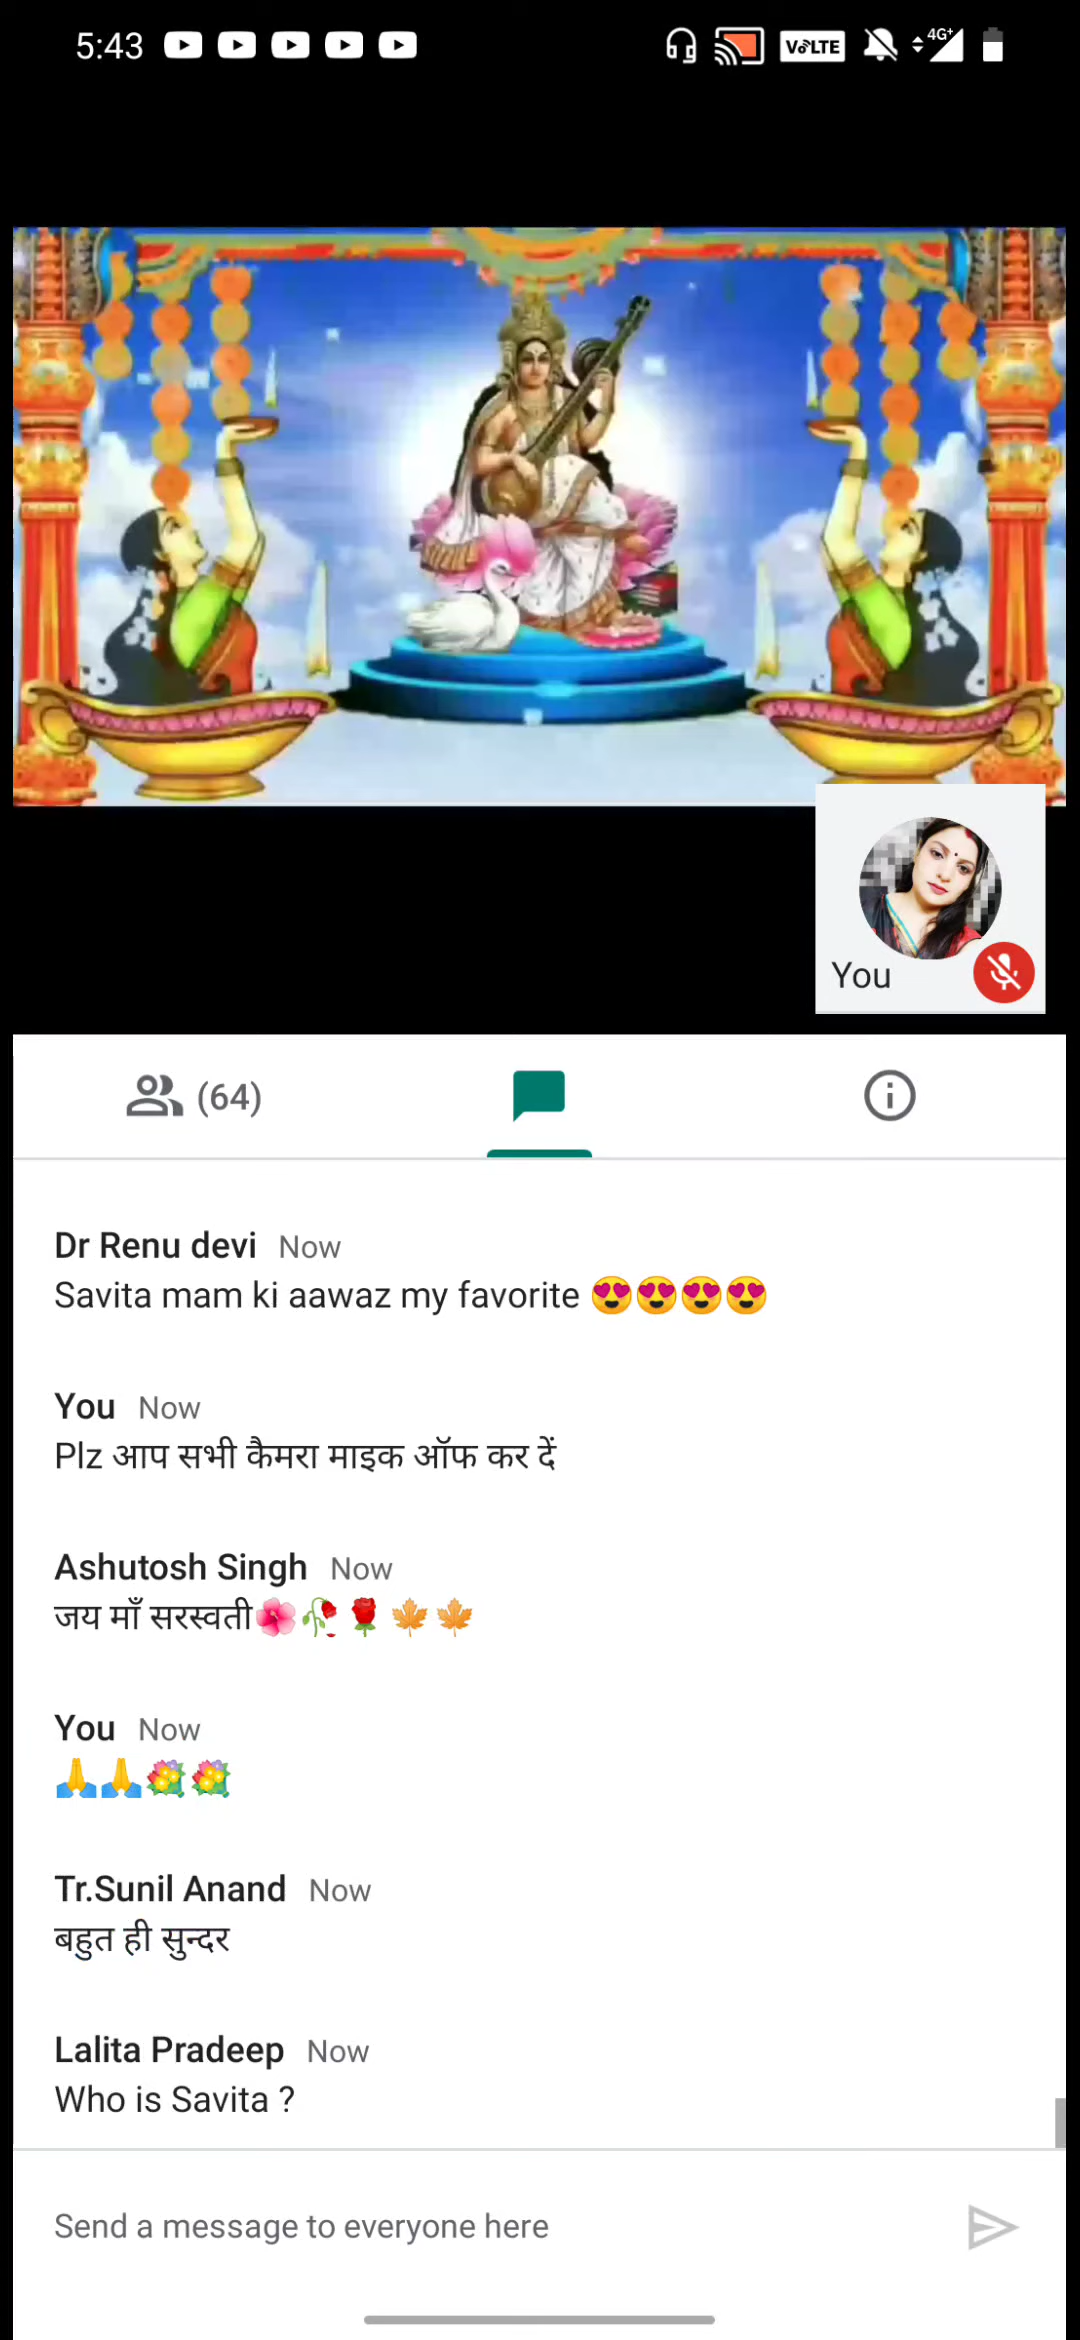 5:43
VoLTE 4G+
You
(64)
Dr Renu devi Now
Savita mam ki aawaz my favorite 😍😍😍😍
You Now
Plz आप सभी कैमरा माइक ऑफ कर दें
Ashutosh Singh Now
जय माँ सरस्वती🌺🥀🌹🍁🍁
You Now
🙏🙏💐💐
Tr.Sunil Anand Now
बहुत ही सुन्दर
Lalita Pradeep Now
Who is Savita ?
Send a message to everyone here